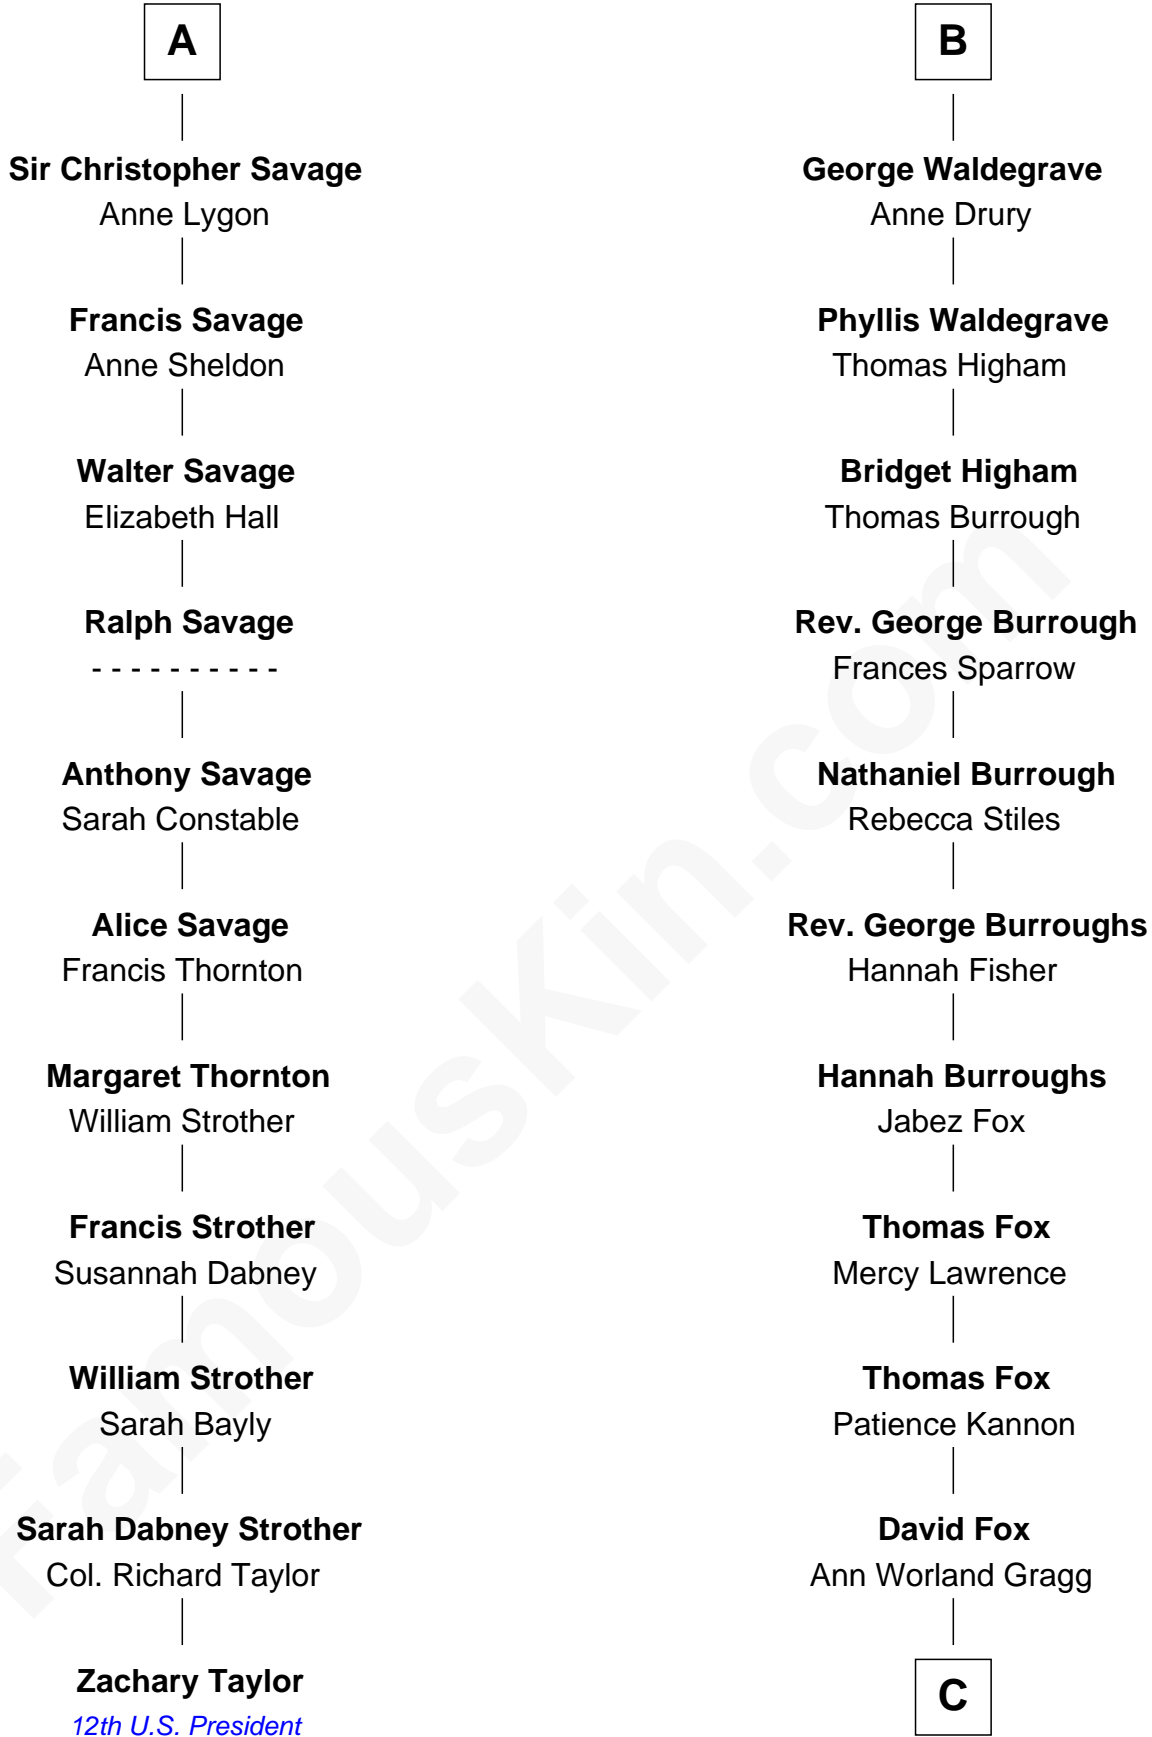 A
Sir Christopher Savage
Anne Lygon
Francis Savage
Anne Sheldon
Walter Savage
Elizabeth Hall
Ralph Savage
- - - - - - - - - -
Anthony Savage
Sarah Constable
Alice Savage
Francis Thornton
Margaret Thornton
William Strother
Francis Strother
Susannah Dabney
William Strother
Sarah Bayly
Sarah Dabney Strother
Col. Richard Taylor
Zachary Taylor
12th U.S. President
B
George Waldegrave
Anne Drury
Phyllis Waldegrave
Thomas Higham
Bridget Higham
Thomas Burrough
Rev. George Burrough
Frances Sparrow
Nathaniel Burrough
Rebecca Stiles
Rev. George Burroughs
Hannah Fisher
Hannah Burroughs
Jabez Fox
Thomas Fox
Mercy Lawrence
Thomas Fox
Patience Kannon
David Fox
Ann Worland Gragg
C
FamousKin.com